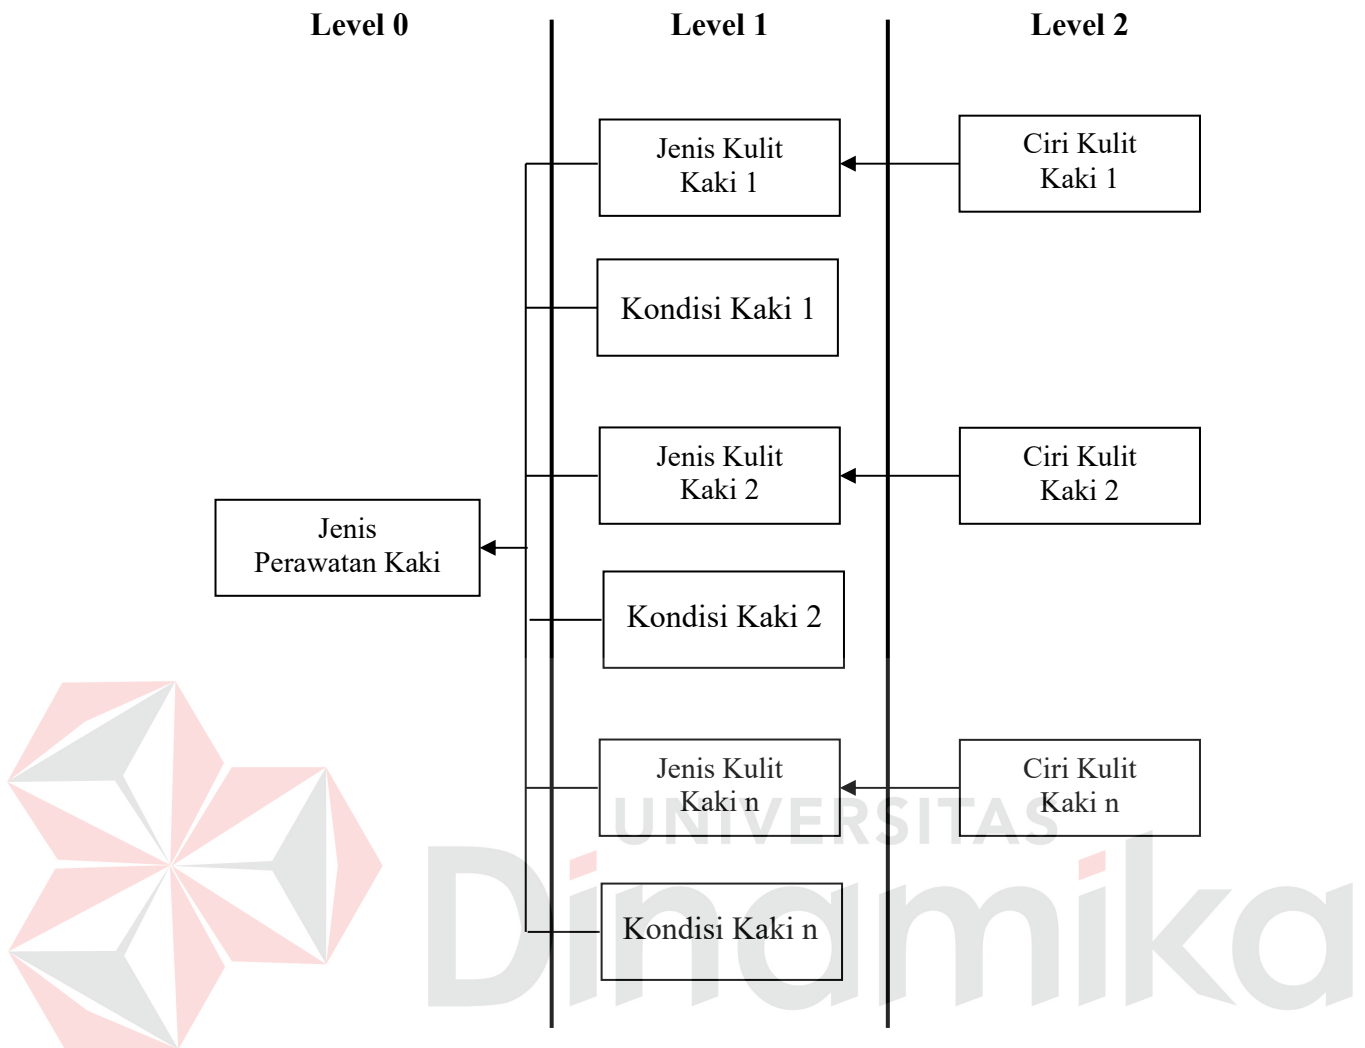 Level 0
Level 1
Level 2
Jenis Kulit
Kaki 1
Ciri Kulit
Kaki 1
Kondisi Kaki 1
Jenis Kulit
Kaki 2
Ciri Kulit
Kaki 2
Jenis
Perawatan Kaki
Kondisi Kaki 2
Jenis Kulit
Kaki n
Ciri Kulit
Kaki n
UNIVERSITAS
Dinamika
Kondisi Kaki n